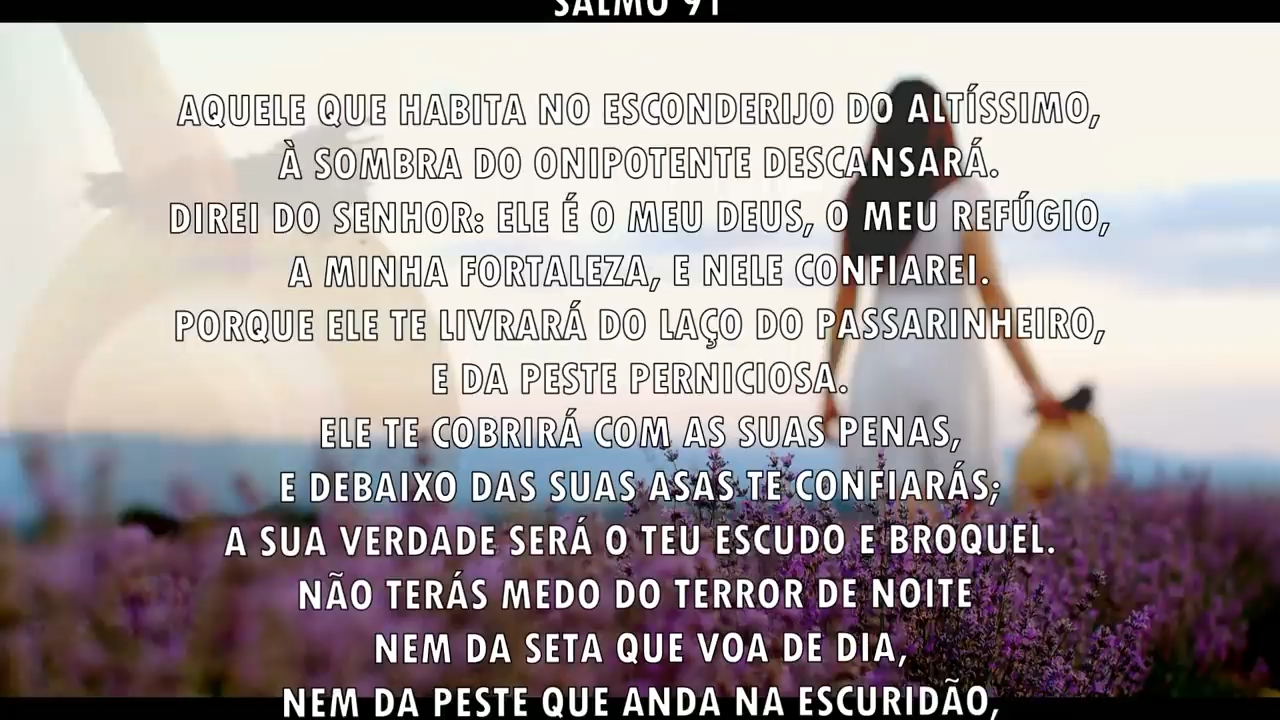 SALMO 91
AQUELE QUE HABITA NO ESCONDERIJO DO ALTÍSSIMO,
À SOMBRA DO ONIPOTENTE DESCANSARÁ.
DIREI DO SENHOR: ELE É O MEU DEUS, O MEU REFÚGIO,
A MINHA FORTALEZA, E NELE CONFIAREI.
PORQUE ELE TE LIVRARÁ DO LAÇO DO PASSARINHEIRO,
E DA PESTE PERNICIOSA.
ELE TE COBRIRÁ COM AS SUAS PENAS,
E DEBAIXO DAS SUAS ASAS TE CONFIARÁS;
A SUA VERDADE SERÁ O TEU ESCUDO E BROQUEL.
NÃO TERÁS MEDO DO TERROR DE NOITE
NEM DA SETA QUE VOA DE DIA,
NEM DA PESTE QUE ANDA NA ESCURIDÃO,